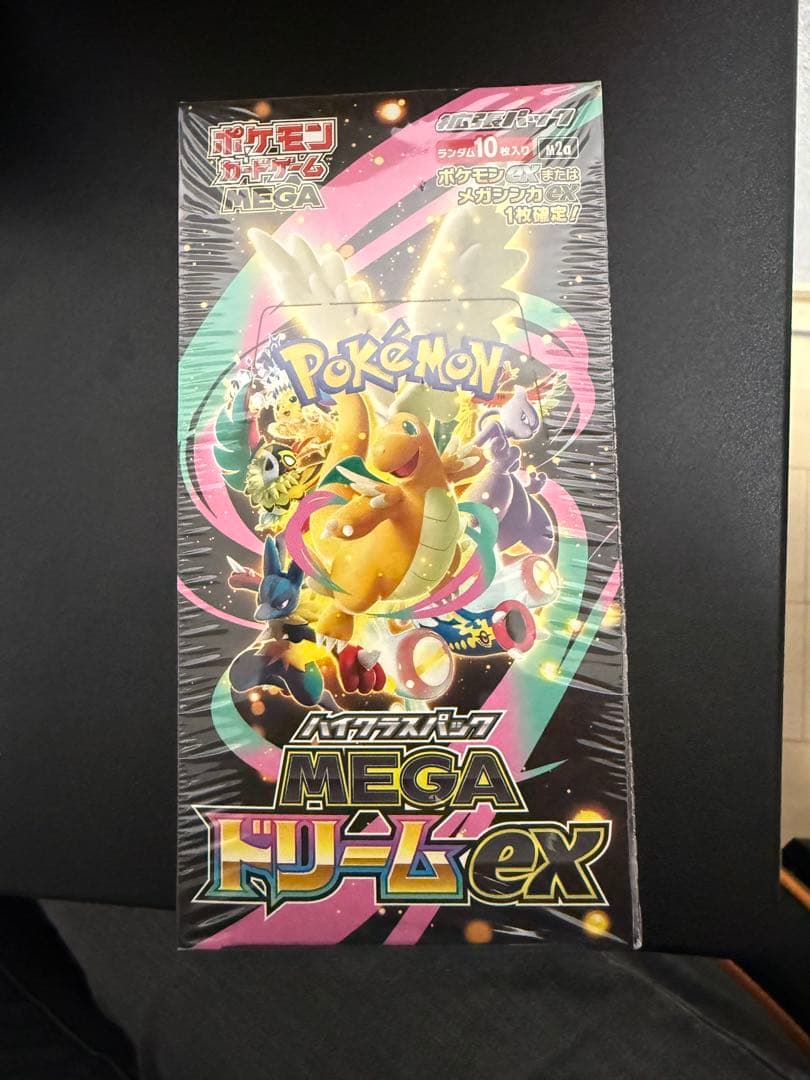 ポケモン
カードゲーム
MEGA
拡張パック
ランダム10枚入り M2a
ポケモンexまたは
メガシンカex
1枚確定!
POKéMON
ハイクラスパック
MEGA
ドリームex